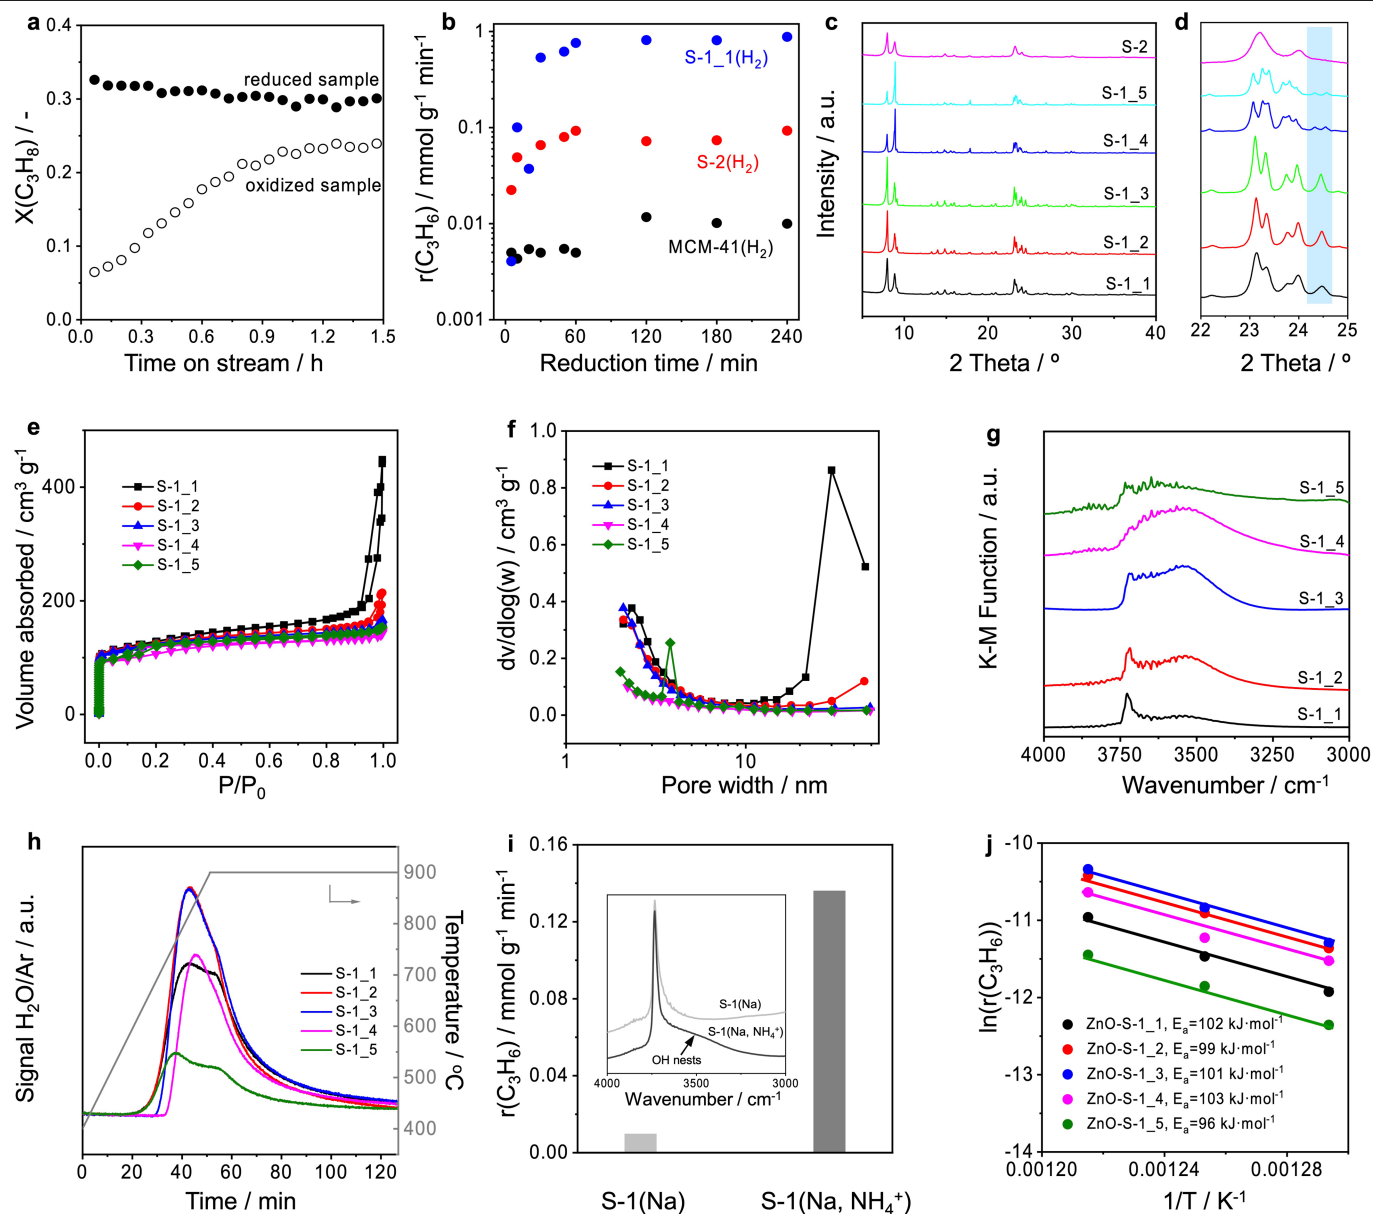 a
0.4
0.3
0.2
0.1
0.0
X(C₃H₈) / -
reduced sample
oxidized sample
0.0 0.3 0.6 0.9 1.2 1.5
Time on stream / h
b
1
0.1
0.01
0.001
r(C₃H₆) / mmol g⁻¹ min⁻¹
S-1_1(H₂)
S-2(H₂)
MCM-41(H₂)
0 60 120 180 240
Reduction time / min
c
Intensity / a.u.
S-2
S-1_5
S-1_4
S-1_3
S-1_2
S-1_1
10 20 30 40
2 Theta / º
d
22 23 24 25
2 Theta / º
e
400
200
0
Volume absorbed / cm³ g⁻¹
S-1_1
S-1_2
S-1_3
S-1_4
S-1_5
0.0 0.2 0.4 0.6 0.8 1.0
P/P₀
f
1.0
0.8
0.6
0.4
0.2
0.0
dv/dlog(w) / cm³ g⁻¹
S-1_1
S-1_2
S-1_3
S-1_4
S-1_5
1 10
Pore width / nm
g
K-M Function / a.u.
S-1_5
S-1_4
S-1_3
S-1_2
S-1_1
4000 3750 3500 3250 3000
Wavenumber / cm⁻¹
h
Signal H₂O/Ar / a.u.
900
800
700
600
500
400
Temperature / ºC
S-1_1
S-1_2
S-1_3
S-1_4
S-1_5
0 20 40 60 80 100 120
Time / min
i
0.16
0.12
0.08
0.04
0.00
r(C₃H₆) / mmol g⁻¹ min⁻¹
S-1(Na)
S-1(Na, NH₄⁺)
OH nests
4000 3500 3000
Wavenumber / cm⁻¹
S-1(Na) S-1(Na, NH₄⁺)
j
-10
-11
-12
-13
-14
ln(r(C₃H₆))
ZnO-S-1_1, Eₐ=102 kJ·mol⁻¹
ZnO-S-1_2, Eₐ=99 kJ·mol⁻¹
ZnO-S-1_3, Eₐ=101 kJ·mol⁻¹
ZnO-S-1_4, Eₐ=103 kJ·mol⁻¹
ZnO-S-1_5, Eₐ=96 kJ·mol⁻¹
0.00120 0.00124 0.00128
1/T / K⁻¹